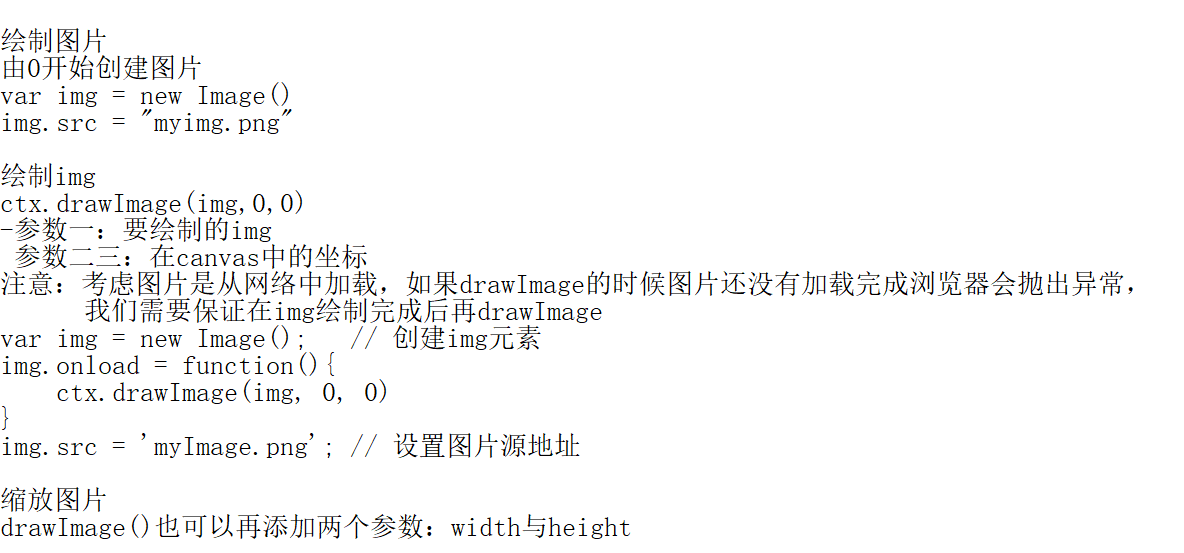 绘制图片
由0开始创建图片
var img = new Image()
img.src = "myimg.png"
绘制img
ctx.drawImage(img,0,0)
-参数一：要绘制的img
参数二三：在canvas中的坐标
注意：考虑图片是从网络中加载，如果drawImage的时候图片还没有加载完成浏览器会抛出异常，
我们需要保证在img绘制完成后再drawImage
var img = new Image();   // 创建img元素
img.onload = function(){
    ctx.drawImage(img, 0, 0)
}
img.src = 'myImage.png'; // 设置图片源地址
缩放图片
drawImage()也可以再添加两个参数：width与height